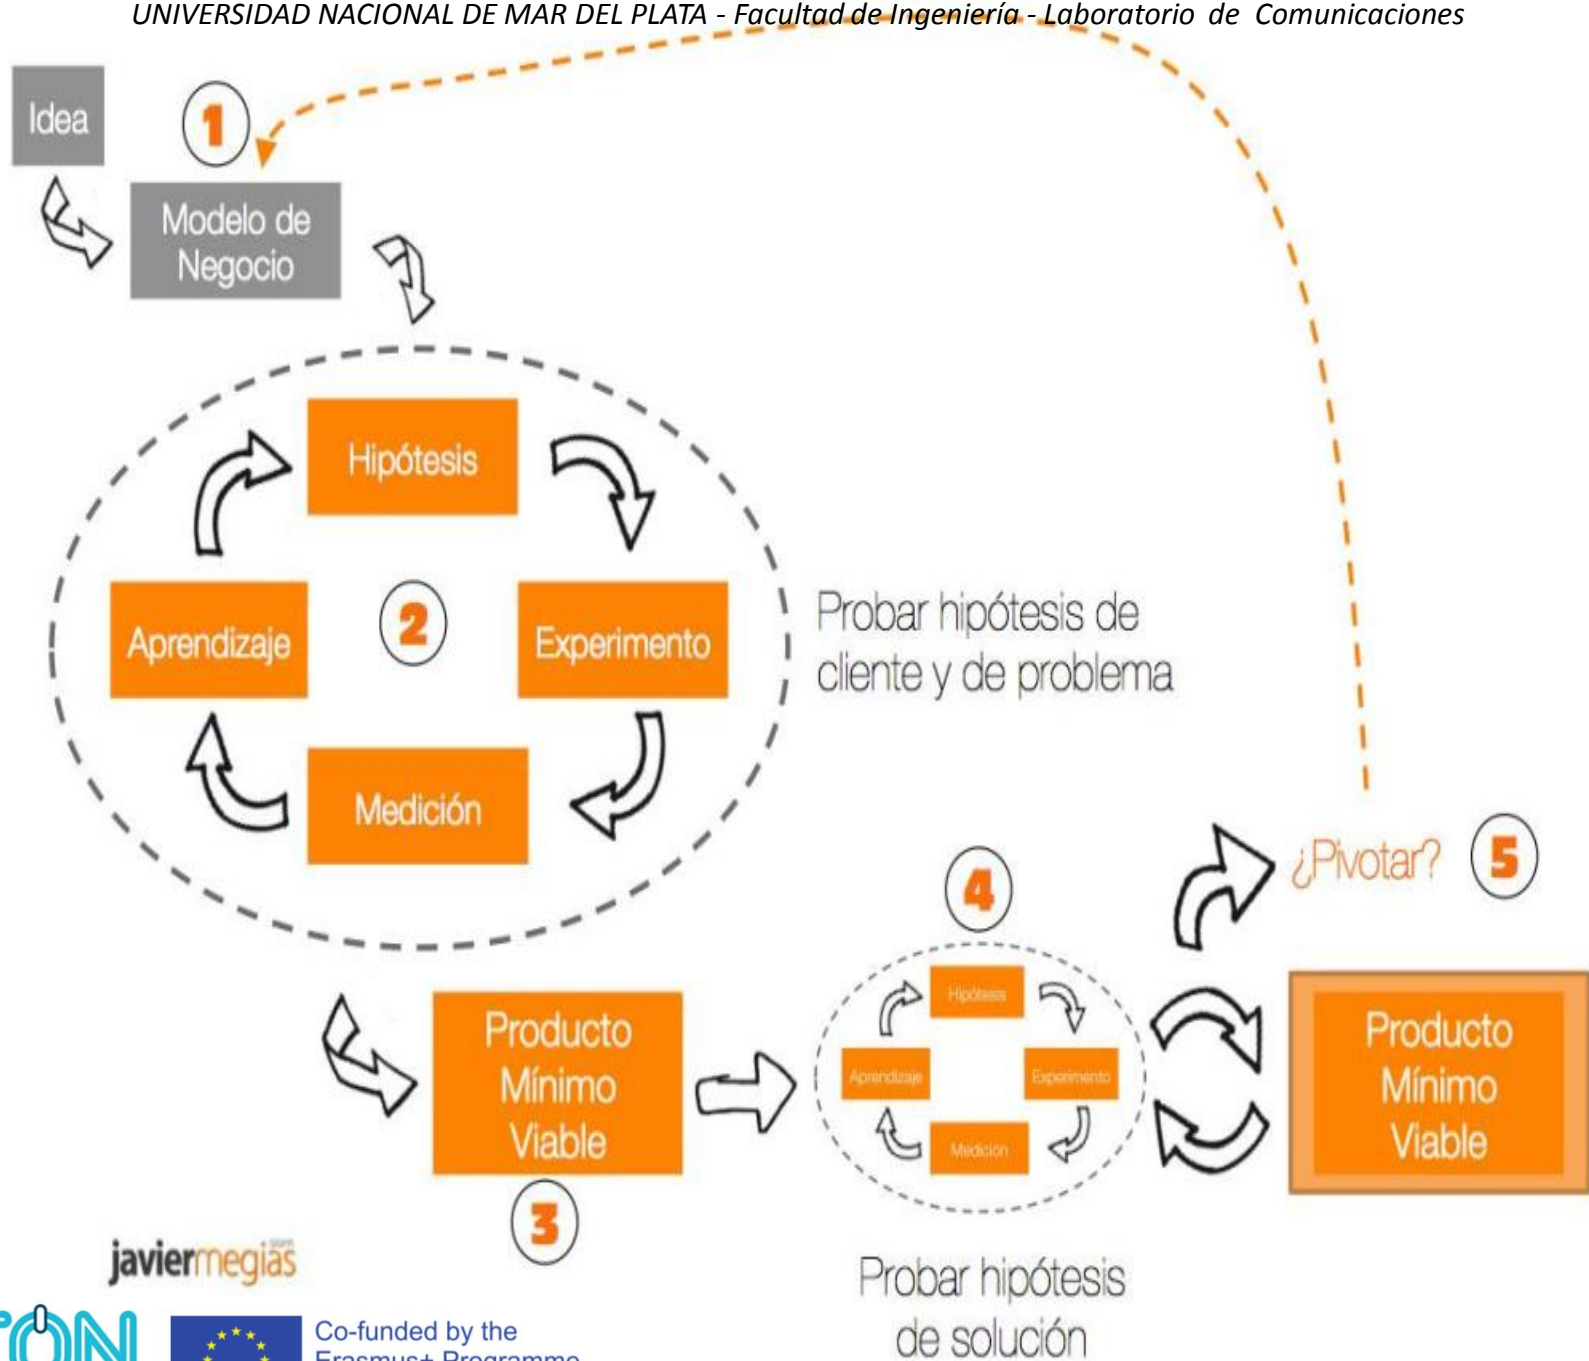 UNIVERSIDAD NACIONAL DE MAR DEL PLATA - Facultad de Ingeniería - Laboratorio de Comunicaciones
Idea
1
Modelo de
Negocio
Hipótesis
Aprendizaje
2
Experimento
Medición
Probar hipótesis de
cliente y de problema
¿Pivotar?
5
4
Hipótesis
Aprendizaje
Experimento
Medición
Producto
Mínimo
Viable
3
Producto
Mínimo
Viable
Probar hipótesis
de solución
javiermegias
Co-funded by the
Erasmus+ Programme